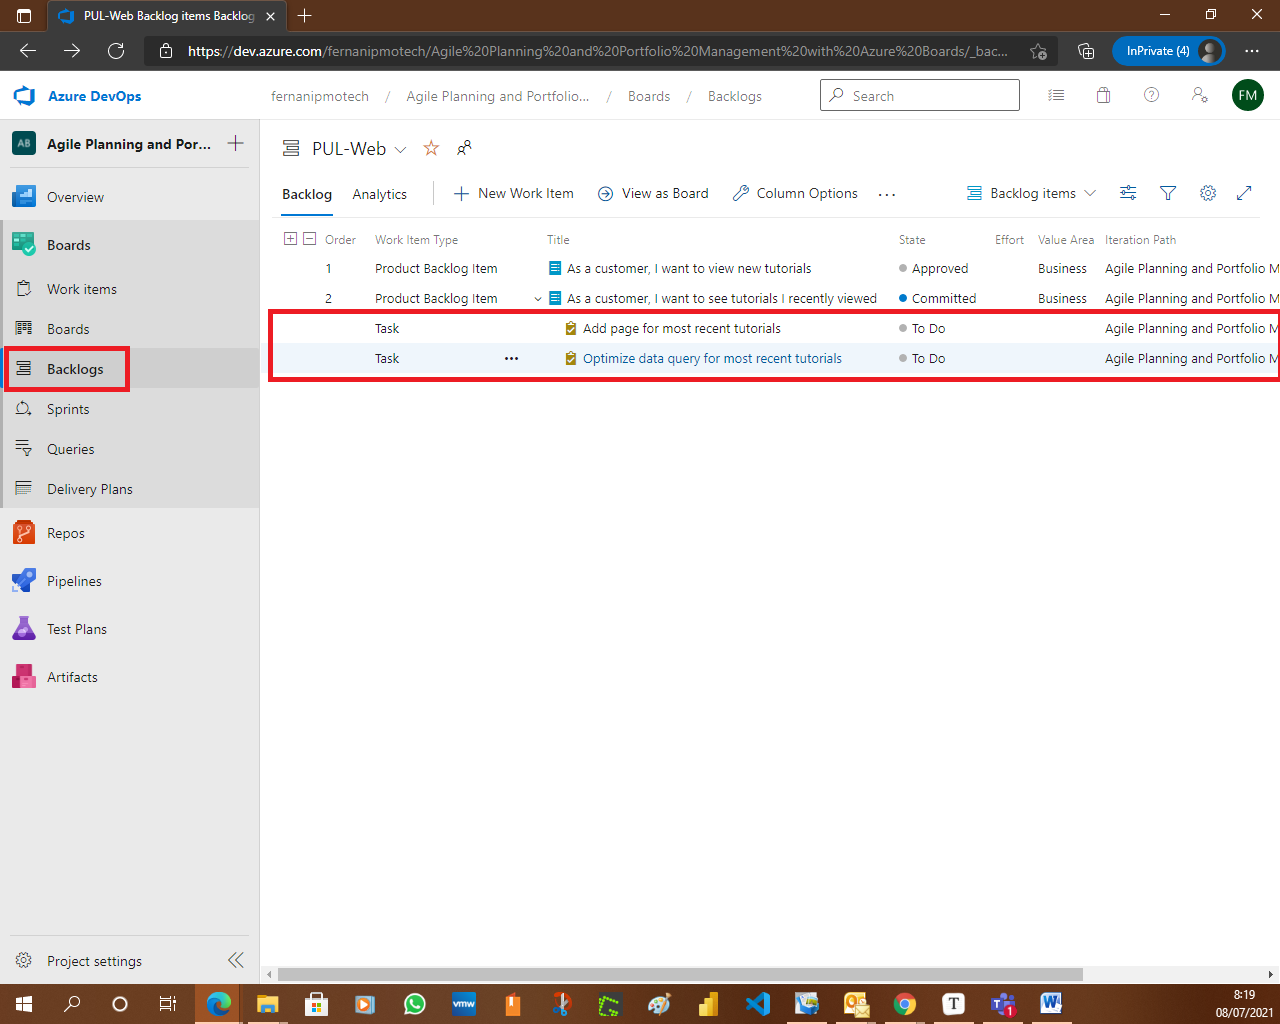 PUL-Web Backlog items Backlog
https://dev.azure.com/fernanipmotech/Agile%20Planning%20and%20Portfolio%20Management%20with%20Azure%20Boards/_bac...
InPrivate (4)
Azure DevOps
fernanipmotech / Agile Planning and Portfolio... / Boards / Backlogs
Search
FM
AB Agile Planning and Por...
PUL-Web
Overview
Backlog Analytics New Work Item View as Board Column Options ... Backlog items
Boards
Order Work Item Type Title State Effort Value Area Iteration Path
1 Product Backlog Item As a customer, I want to view new tutorials Approved Business Agile Planning and Portfolio M
2 Product Backlog Item As a customer, I want to see tutorials I recently viewed Committed Business Agile Planning and Portfolio M
Task Add page for most recent tutorials To Do Agile Planning and Portfolio M
Task ... Optimize data query for most recent tutorials To Do Agile Planning and Portfolio M
Work items
Boards
Backlogs
Sprints
Queries
Delivery Plans
Repos
Pipelines
Test Plans
Artifacts
Project settings
vmw
T
1
8:19
08/07/2021